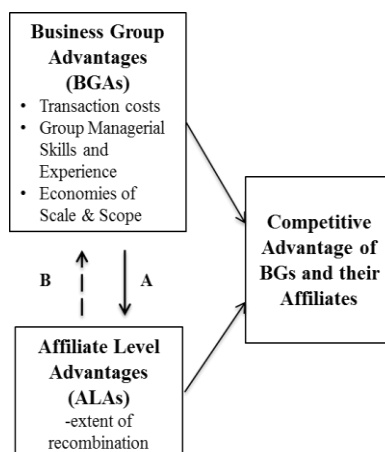 Business Group
Advantages
(BGAs)
• Transaction costs
• Group Managerial
Skills and
Experience
• Economies of
Scale & Scope
B
A
Competitive
Advantage of
BGs and their
Affiliates
Affiliate Level
Advantages
(ALAs)
-extent of
recombination